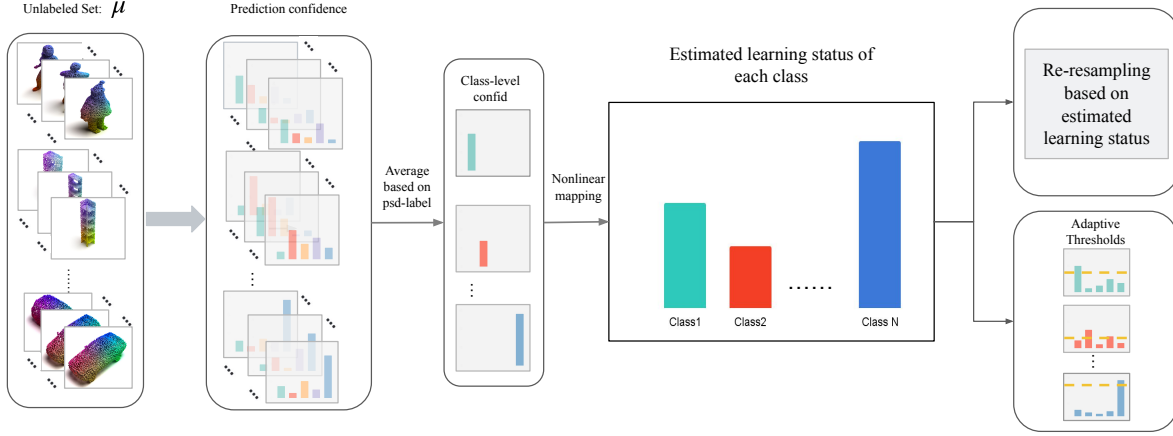 Unlabeled Set: μ
Prediction confidence
Average based on
psd-label
Class-level
confid
Nonlinear
mapping
Estimated learning status of
each class
Class1
Class2
......
Class N
Re-resampling
based on
estimated
learning status
Adaptive
Thresholds